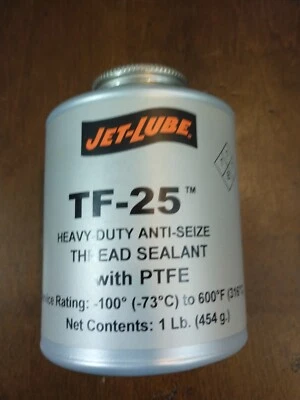 JET-LUBE
TF-25™
HEAVY-DUTY ANTI-SEIZE
THREAD SEALANT
with PTFE
Rating: -100° (-73°C) to 600°F
Net Contents: 1 Lb. (454 g.)